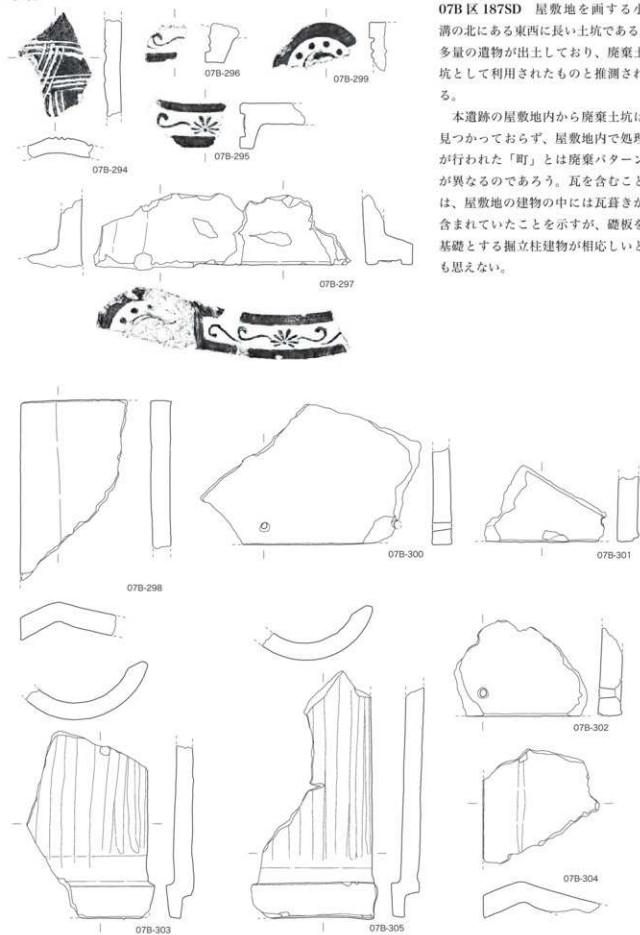 07B 区 187SD　屋敷地を画する小
溝の北にある東西に長い土坑である
多量の遺物が出土しており、廃棄土
坑として利用されたものと推測され
る。
　本遺跡の屋敷地内から廃棄土坑は
見つかっておらず、屋敷地内で処理
が行われた「町」とは廃棄パターン
が異なるのであろう。瓦を含むこと
は、屋敷地の建物の中には瓦葺きが
含まれていたことを示すが、礎板を
基礎とする掘立柱建物が相応しいと
も思えない。
07B-296
07B-299
07B-294
07B-295
07B-297
07B-298
07B-300
07B-301
07B-302
07B-303
07B-305
07B-304